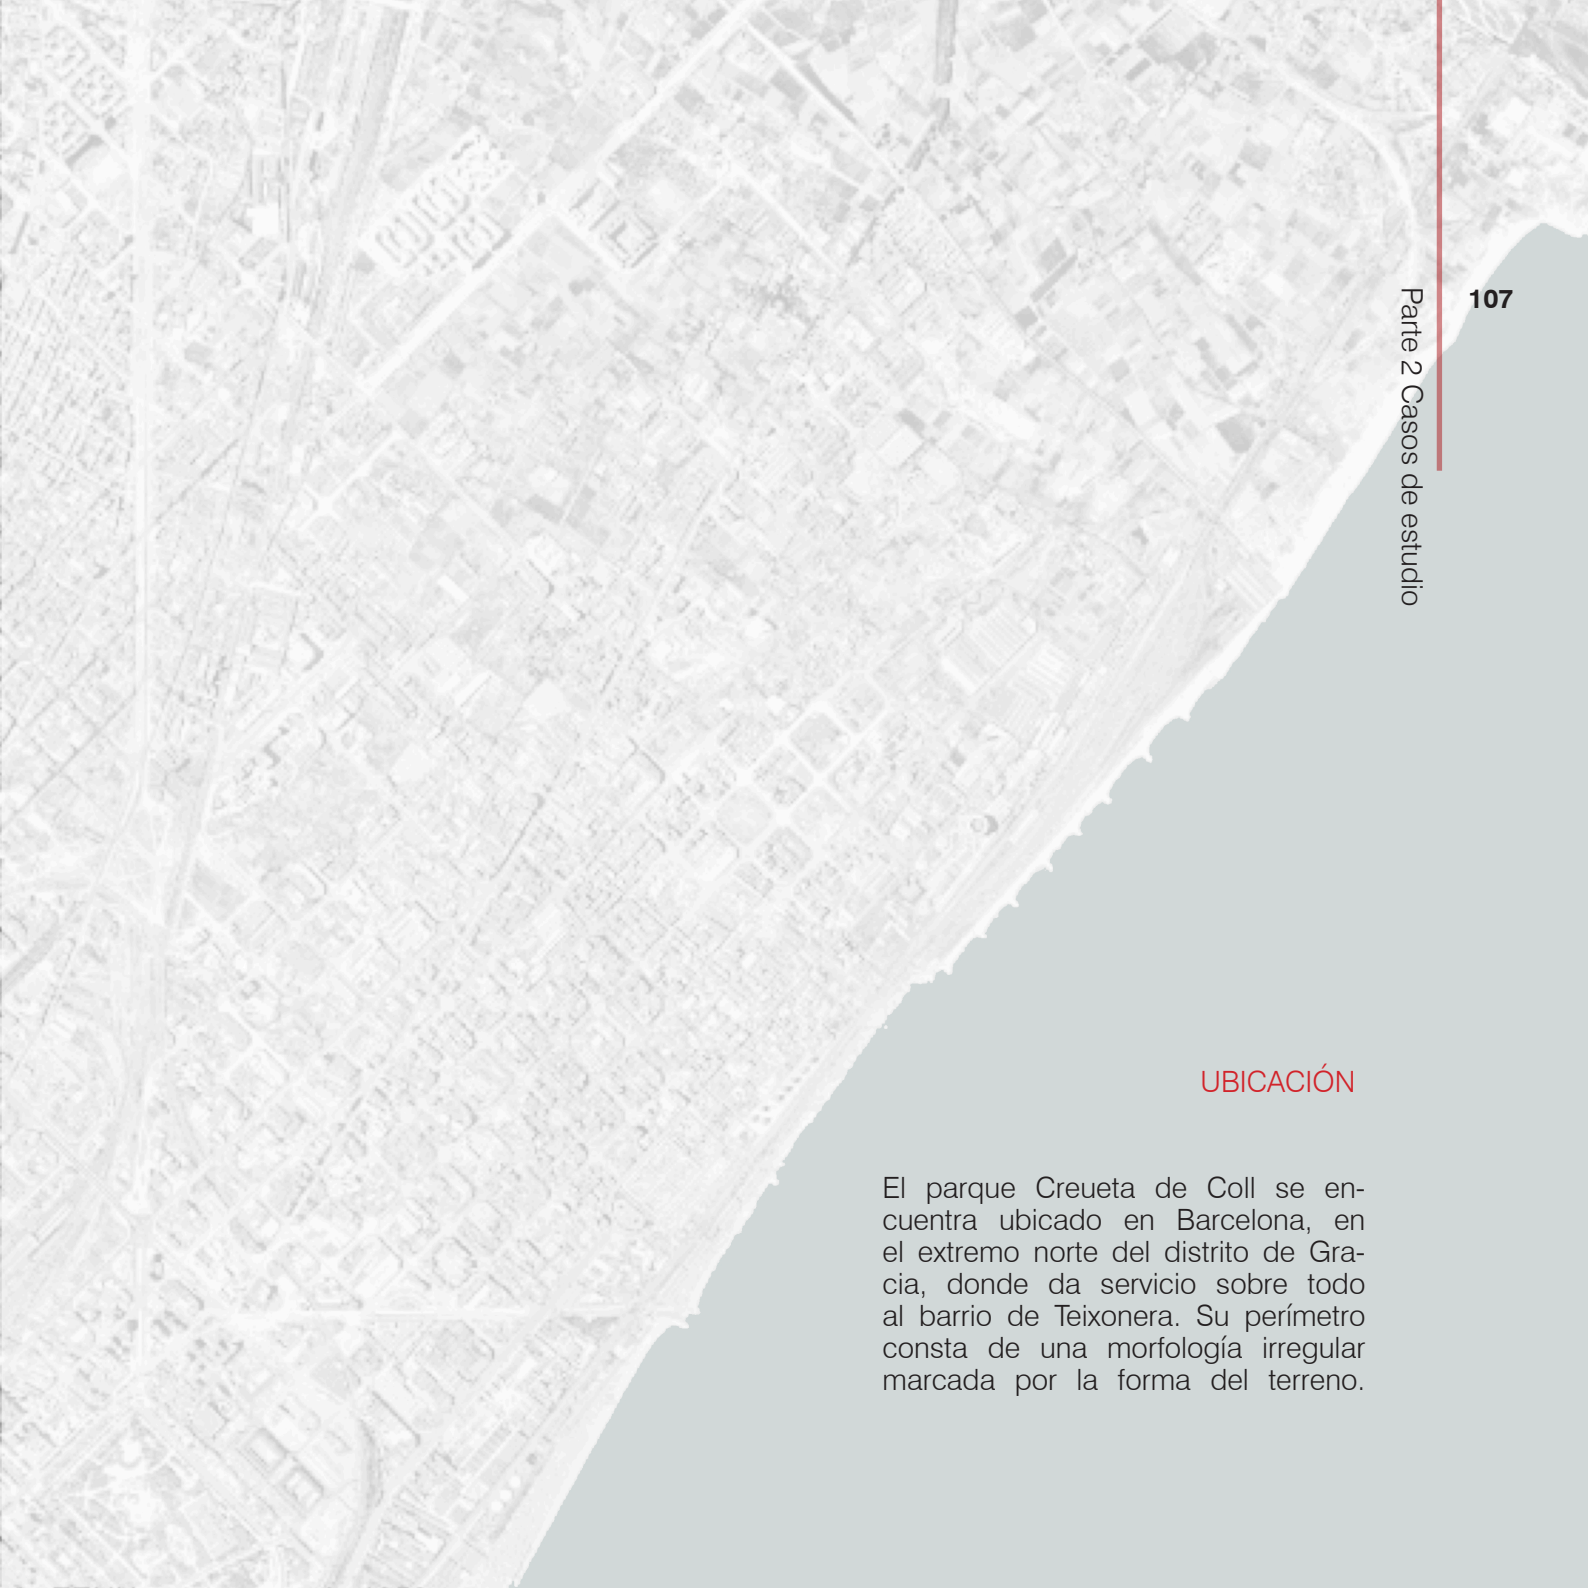 107
Parte 2 Casos de estudio
UBICACIÓN
El parque Creueta de Coll se en-
cuentra ubicado en Barcelona, en
el extremo norte del distrito de Gra-
cia, donde da servicio sobre todo
al barrio de Teixonera. Su perímetro
consta de una morfología irregular
marcada por la forma del terreno.